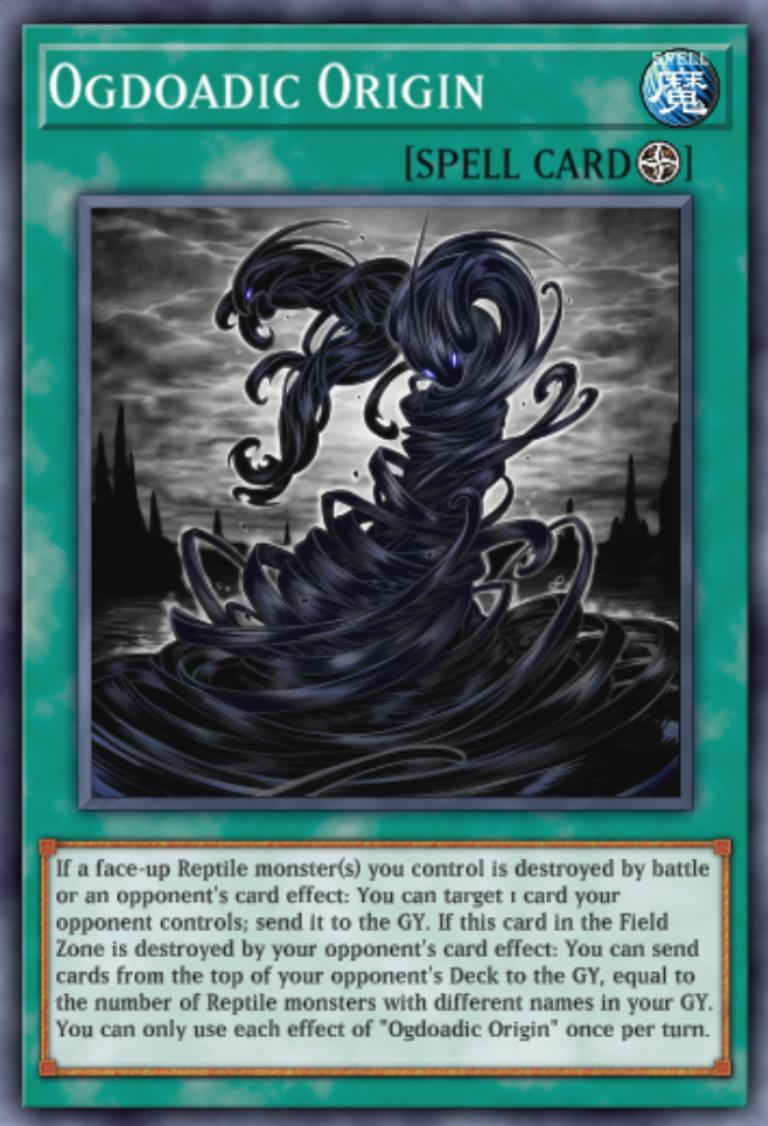 OGDOADIC ORIGIN
SPELL
魔
[SPELL CARD]
If a face-up Reptile monster(s) you control is destroyed by battle
or an opponent's card effect: You can target 1 card your
opponent controls; send it to the GY. If this card in the Field
Zone is destroyed by your opponent's card effect: You can send
cards from the top of your opponent's Deck to the GY, equal to
the number of Reptile monsters with different names in your GY.
You can only use each effect of "Ogdoadic Origin" once per turn.